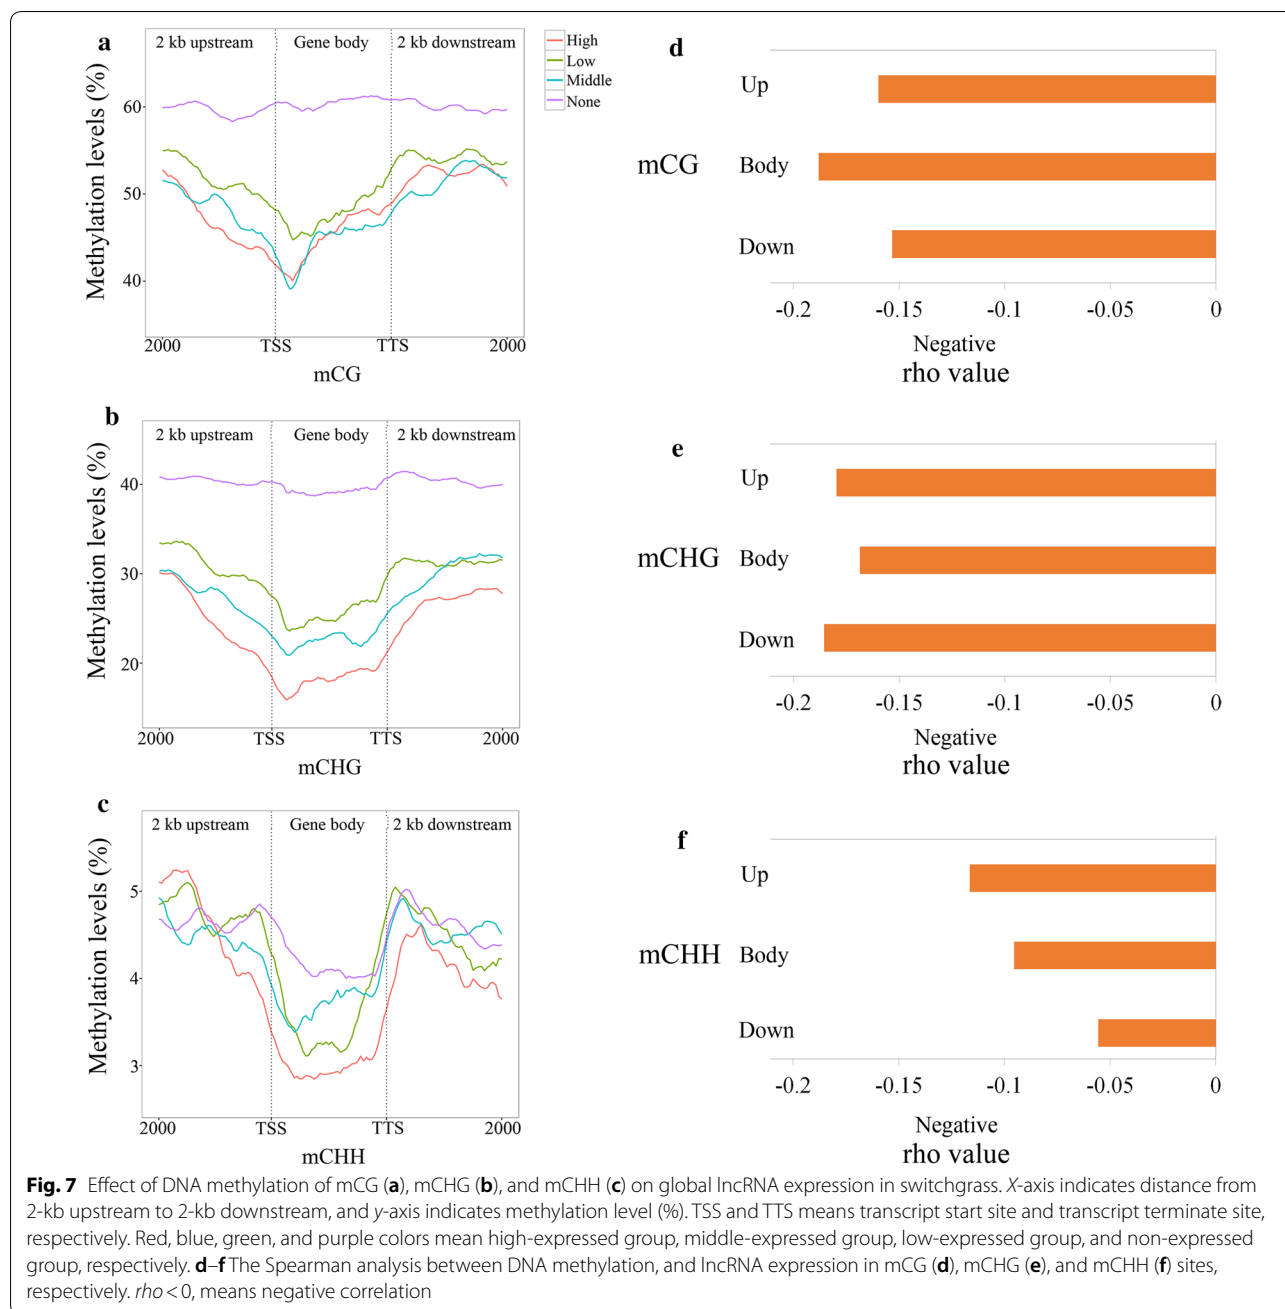 a
2 kb upstream Gene body 2 kb downstream
High
Low
Middle
None
Methylation levels (%)
60
50
40
2000 TSS TTS 2000
mCG
d
Up
mCG Body
Down
-0.2 -0.15 -0.1 -0.05 0
Negative
rho value
b
2 kb upstream Gene body 2 kb downstream
Methylation levels (%)
40
30
20
2000 TSS TTS 2000
mCHG
e
Up
mCHG Body
Down
-0.2 -0.15 -0.1 -0.05 0
Negative
rho value
c
2 kb upstream Gene body 2 kb downstream
Methylation levels (%)
5
4
3
2000 TSS TTS 2000
mCHH
f
Up
mCHH Body
Down
-0.2 -0.15 -0.1 -0.05 0
Negative
rho value
Fig. 7 Effect of DNA methylation of mCG (a), mCHG (b), and mCHH (c) on global lncRNA expression in switchgrass. X-axis indicates distance from
2-kb upstream to 2-kb downstream, and y-axis indicates methylation level (%). TSS and TTS means transcript start site and transcript terminate site,
respectively. Red, blue, green, and purple colors mean high-expressed group, middle-expressed group, low-expressed group, and non-expressed
group, respectively. d–f The Spearman analysis between DNA methylation, and lncRNA expression in mCG (d), mCHG (e), and mCHH (f) sites,
respectively. rho < 0, means negative correlation